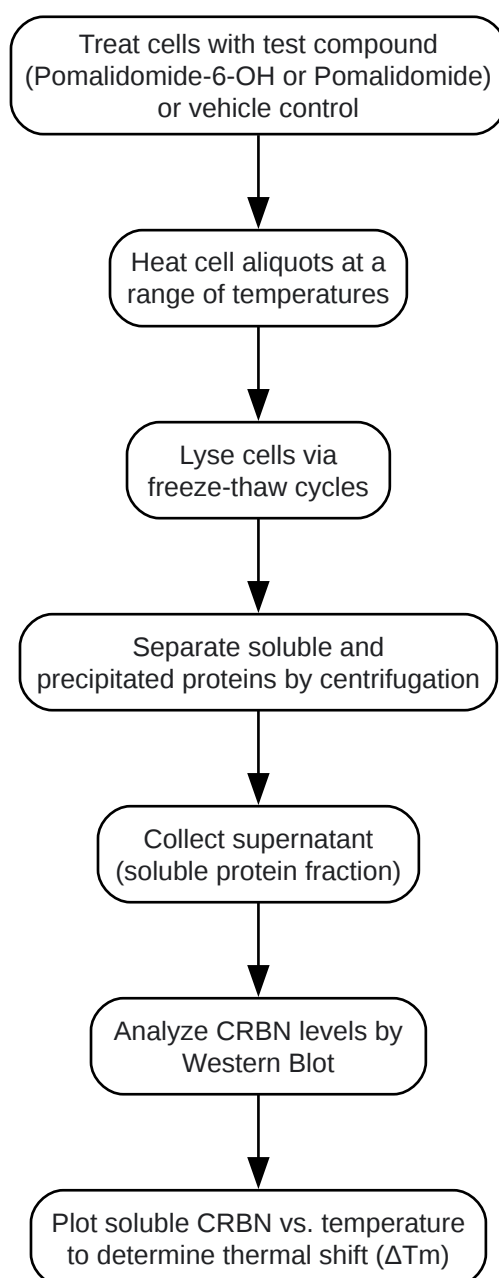 Treat cells with test compound
(Pomalidomide-6-OH or Pomalidomide)
or vehicle control
Heat cell aliquots at a
range of temperatures
Lyse cells via
freeze-thaw cycles
Separate soluble and
precipitated proteins by centrifugation
Collect supernatant
(soluble protein fraction)
Analyze CRBN levels by
Western Blot
Plot soluble CRBN vs. temperature
to determine thermal shift (ΔTm)